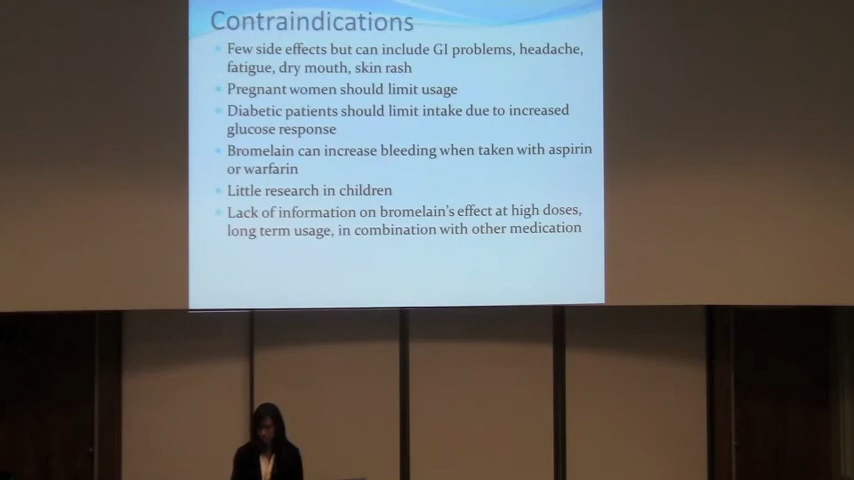 Contraindications
Few side effects but can include GI problems, headache,
fatigue, dry mouth, skin rash
Pregnant women should limit usage
Diabetic patients should limit intake due to increased
glucose response
Bromelain can increase bleeding when taken with aspirin
or warfarin
Little research in children
Lack of information on bromelain's effect at high doses,
long term usage, in combination with other medication